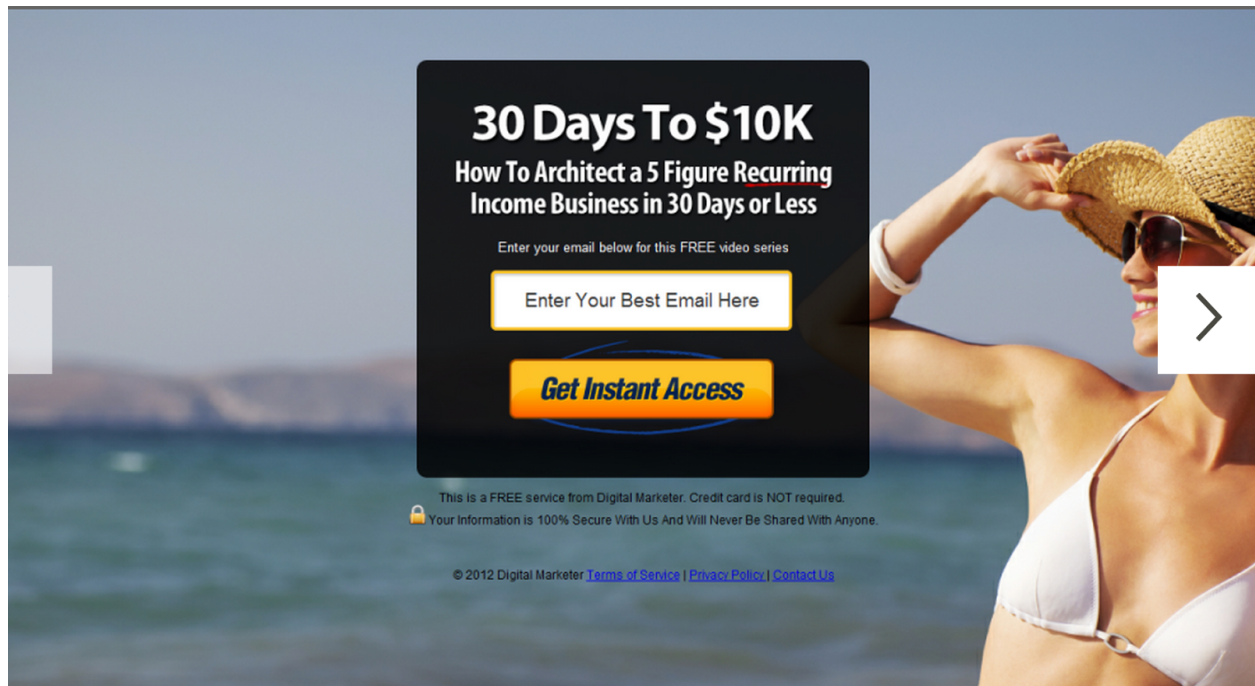 30 Days To $10K
How To Architect a 5 Figure Recurring
Income Business in 30 Days or Less
Enter your email below for this FREE video series
Enter Your Best Email Here
Get Instant Access
This is a FREE service from Digital Marketer. Credit card is NOT required.
Your Information is 100% Secure With Us And Will Never Be Shared With Anyone.
© 2012 Digital Marketer Terms of Service | Privacy Policy | Contact Us